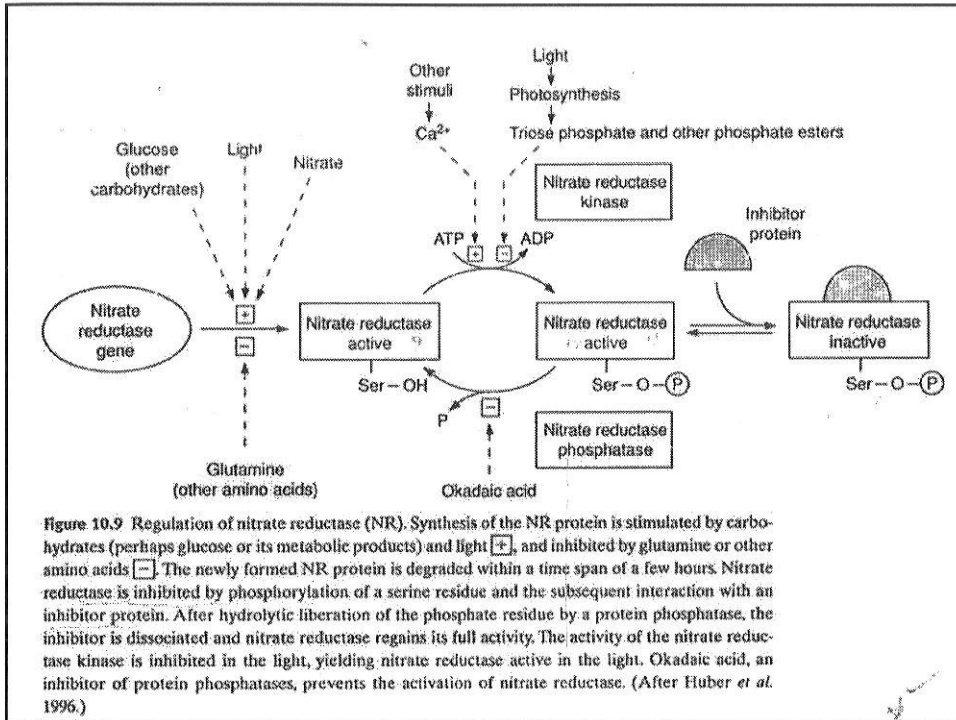 Light
Other
stimuli
Photosynthesis
Ca²⁺
Triose phosphate and other phosphate esters
Glucose
(other
carbohydrates)
Light
Nitrate
Nitrate reductase
kinase
Inhibitor
protein
ATP
+
−
ADP
Nitrate
reductase
gene
+
−
Nitrate reductase
active
Nitrate reductase
active
Nitrate reductase
inactive
Ser – OH
Ser – O – P
Ser – O – P
P
−
Nitrate reductase
phosphatase
Glutamine
(other amino acids)
Okadaic acid
Figure 10.9 Regulation of nitrate reductase (NR). Synthesis of the NR protein is stimulated by carbo-
hydrates (perhaps glucose or its metabolic products) and light +, and inhibited by glutamine or other
amino acids −. The newly formed NR protein is degraded within a time span of a few hours. Nitrate
reductase is inhibited by phosphorylation of a serine residue and the subsequent interaction with an
inhibitor protein. After hydrolytic liberation of the phosphate residue by a protein phosphatase, the
inhibitor is dissociated and nitrate reductase regains its full activity. The activity of the nitrate reduc-
tase kinase is inhibited in the light, yielding nitrate reductase active in the light. Okadaic acid, an
inhibitor of protein phosphatases, prevents the activation of nitrate reductase. (After Huber et al.
1996.)